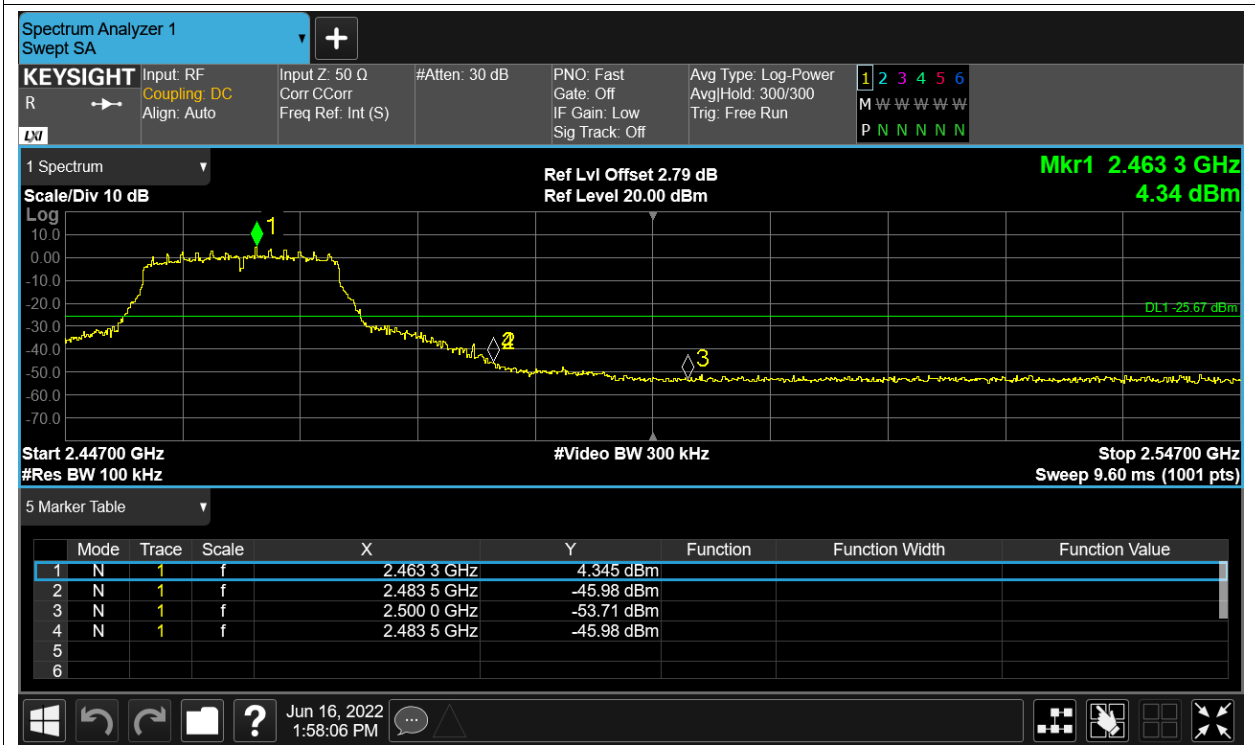 Spectrum Analyzer 1
Swept SA
KEYSIGHT
R
LXI
Input: RF
Coupling: DC
Align: Auto
Input Z: 50 Ω
Corr CCorr
Freq Ref: Int (S)
#Atten: 30 dB
PNO: Fast
Gate: Off
IF Gain: Low
Sig Track: Off
Avg Type: Log-Power
Avg|Hold: 300/300
Trig: Free Run
1 2 3 4 5 6
M W W W W W
P N N N N N
1 Spectrum
Scale/Div 10 dB
Ref Lvl Offset 2.79 dB
Ref Level 20.00 dBm
Mkr1 2.463 3 GHz
4.34 dBm
Log
10.0
0.00
-10.0
-20.0
-30.0
-40.0
-50.0
-60.0
-70.0
1
2
3
DL1 -25.67 dBm
Start 2.44700 GHz
#Res BW 100 kHz
#Video BW 300 kHz
Stop 2.54700 GHz
Sweep 9.60 ms (1001 pts)
5 Marker Table
Mode Trace Scale X Y Function Function Width Function Value
1 N 1 f 2.463 3 GHz 4.345 dBm
2 N 1 f 2.483 5 GHz -45.98 dBm
3 N 1 f 2.500 0 GHz -53.71 dBm
4 N 1 f 2.483 5 GHz -45.98 dBm
5
6
?
Jun 16, 2022
1:58:06 PM